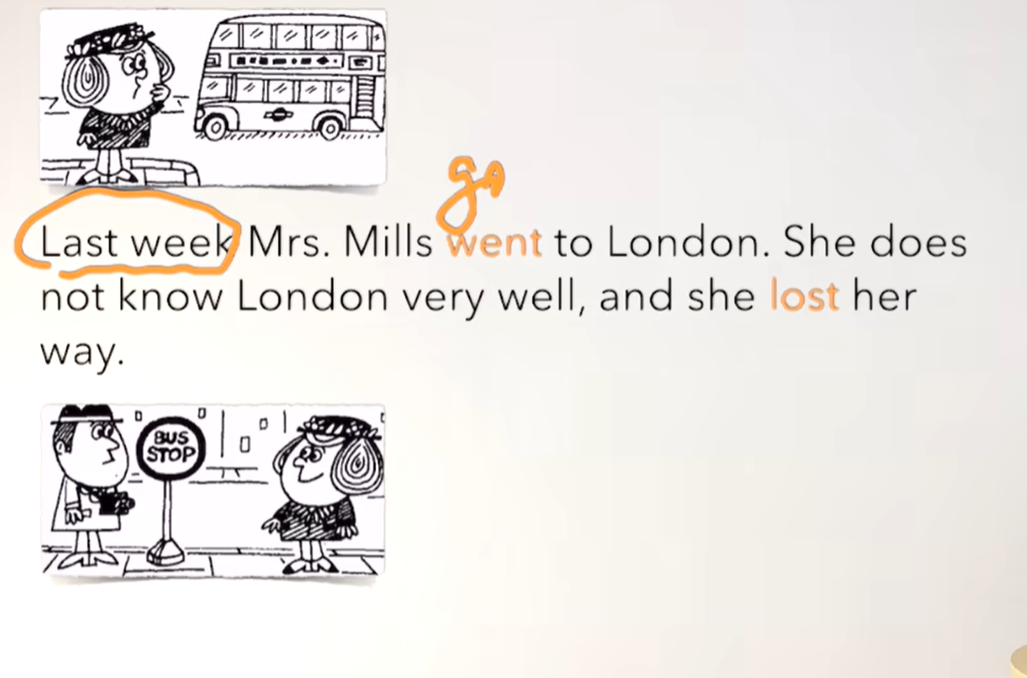 go
Last week Mrs. Mills went to London. She does
not know London very well, and she lost her
way.
BUS
STOP